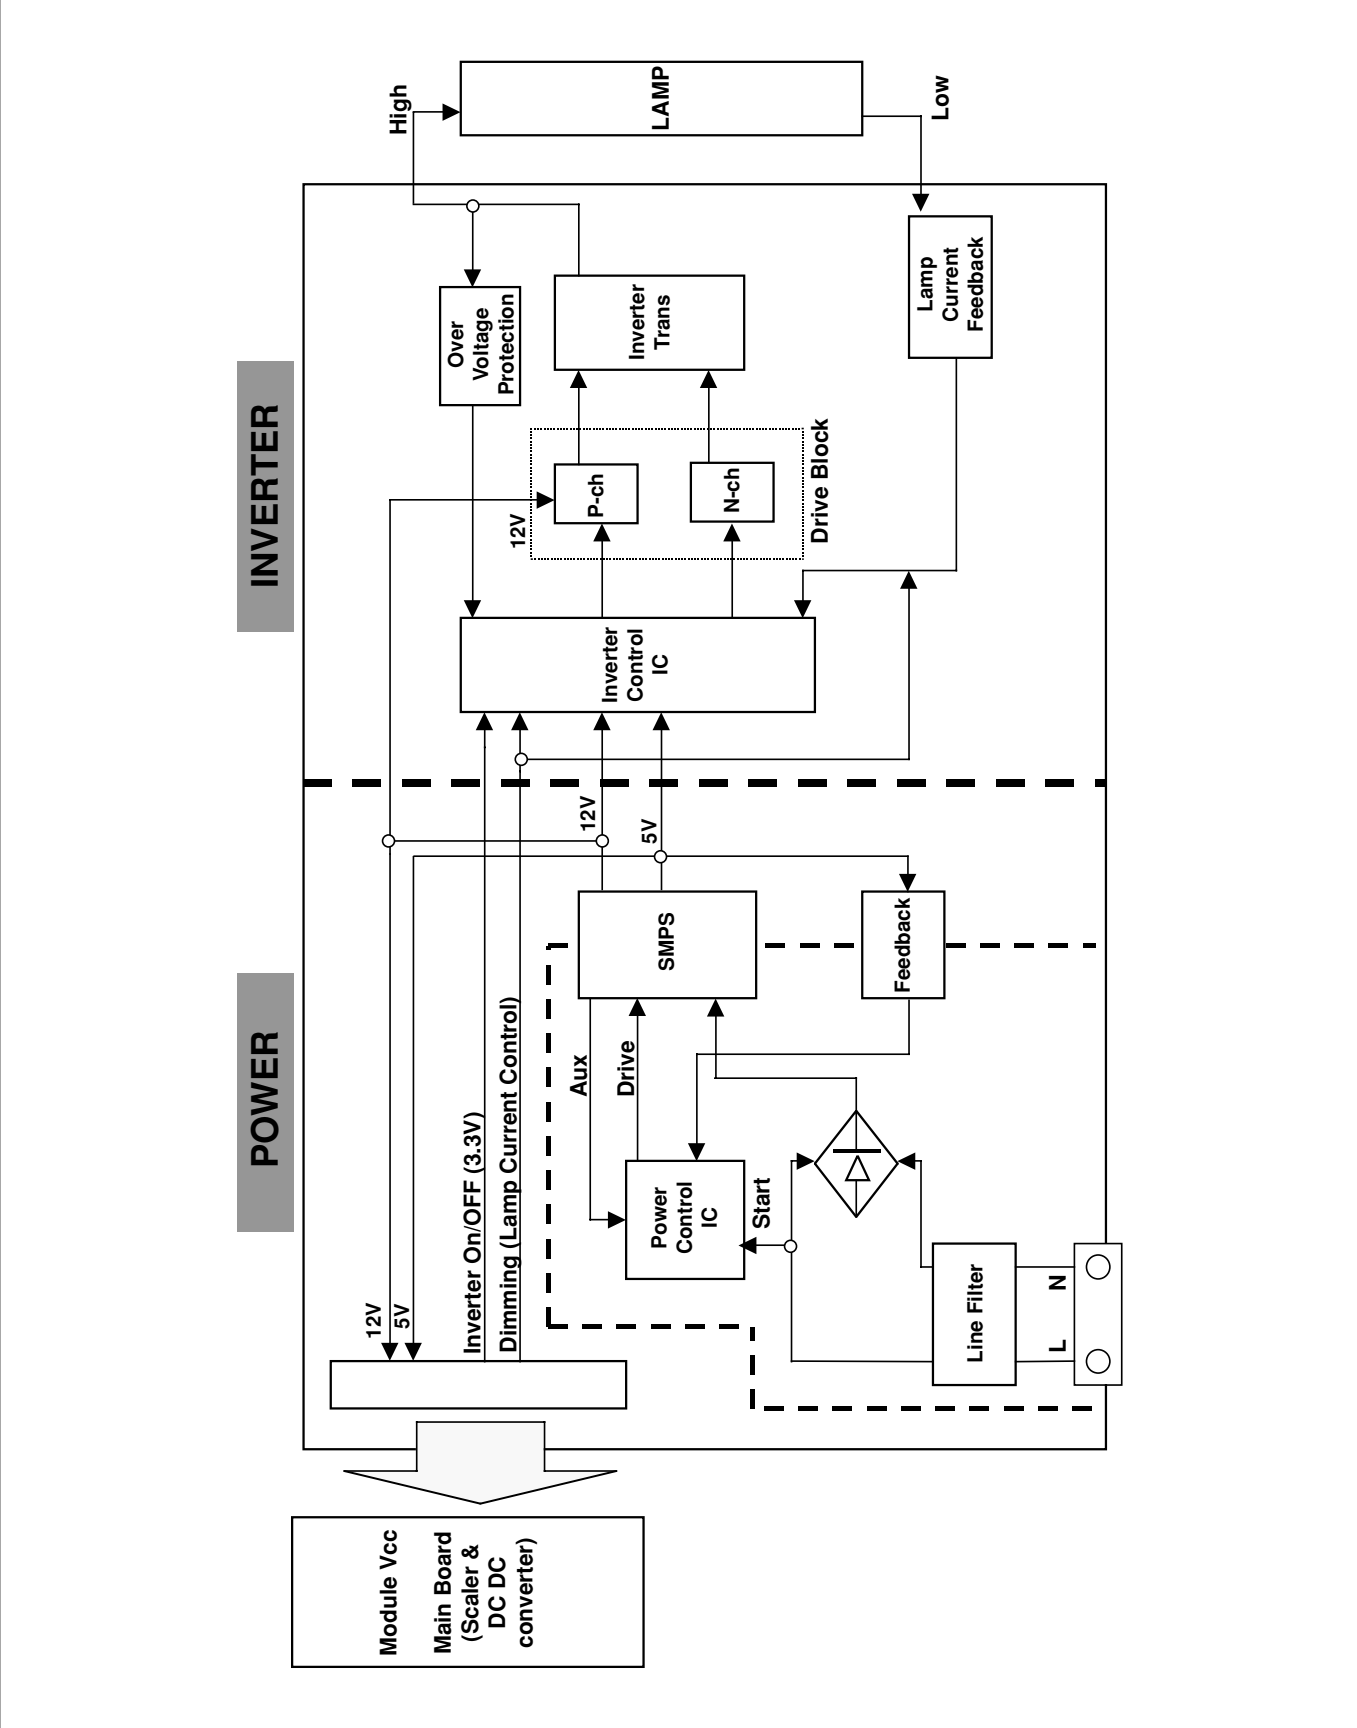 POWER
INVERTER
Module Vcc
Main Board
(Scaler &
DC DC
converter)
12V
5V
Inverter On/OFF (3.3V)
Dimming (Lamp Current Control)
Aux
Drive
Power
Control
IC
Start
Line Filter
L
N
SMPS
Feedback
12V
5V
Inverter
Control
IC
12V
P-ch
N-ch
Drive Block
Over
Voltage
Protection
Inverter
Trans
Lamp
Current
Feedback
High
LAMP
Low